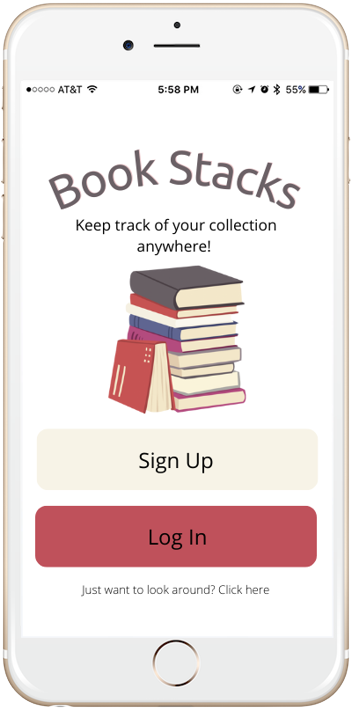 AT&T 5:58 PM 55%
Book Stacks
Keep track of your collection
anywhere!
Sign Up
Log In
Just want to look around? Click here